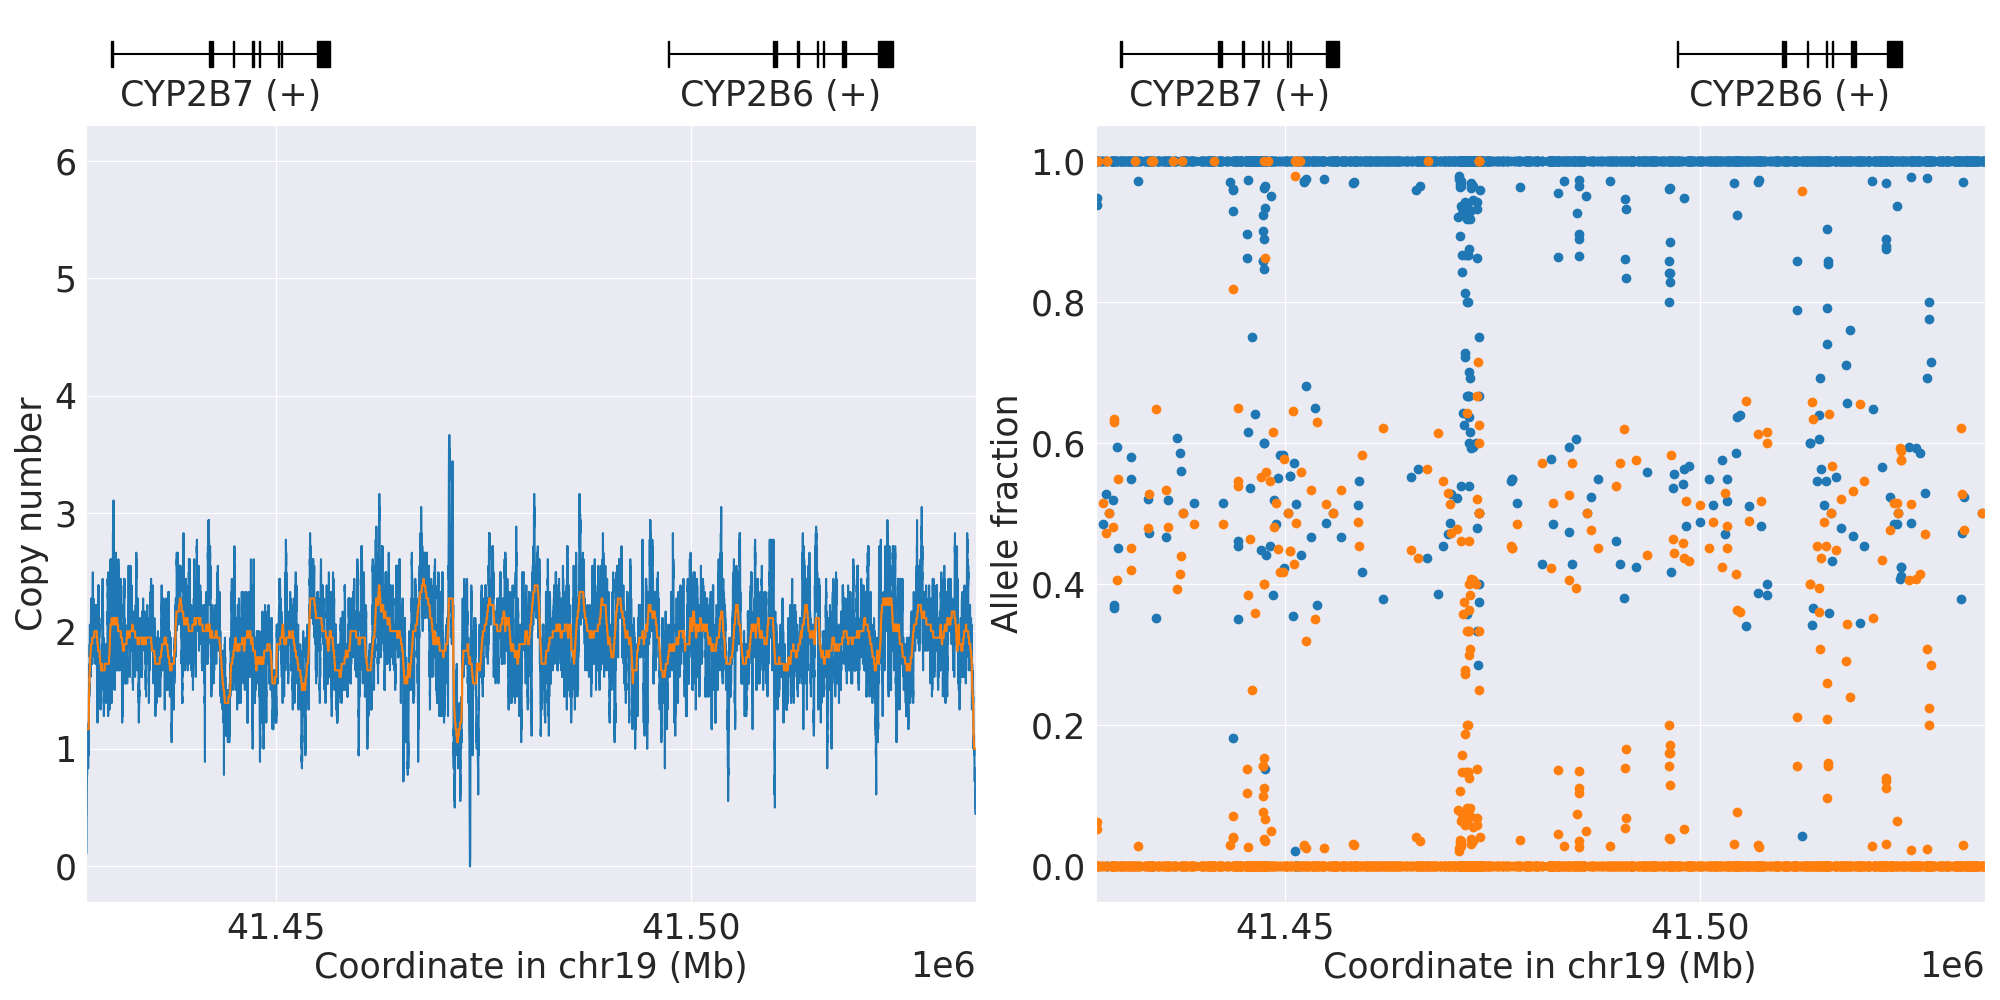 CYP2B7 (+)
CYP2B6 (+)
6
5
4
3
2
1
0
Copy number
41.45
41.50
Coordinate in chr19 (Mb)
1e6
CYP2B7 (+)
CYP2B6 (+)
1.0
0.8
0.6
0.4
0.2
0.0
Allele fraction
41.45
41.50
Coordinate in chr19 (Mb)
1e6